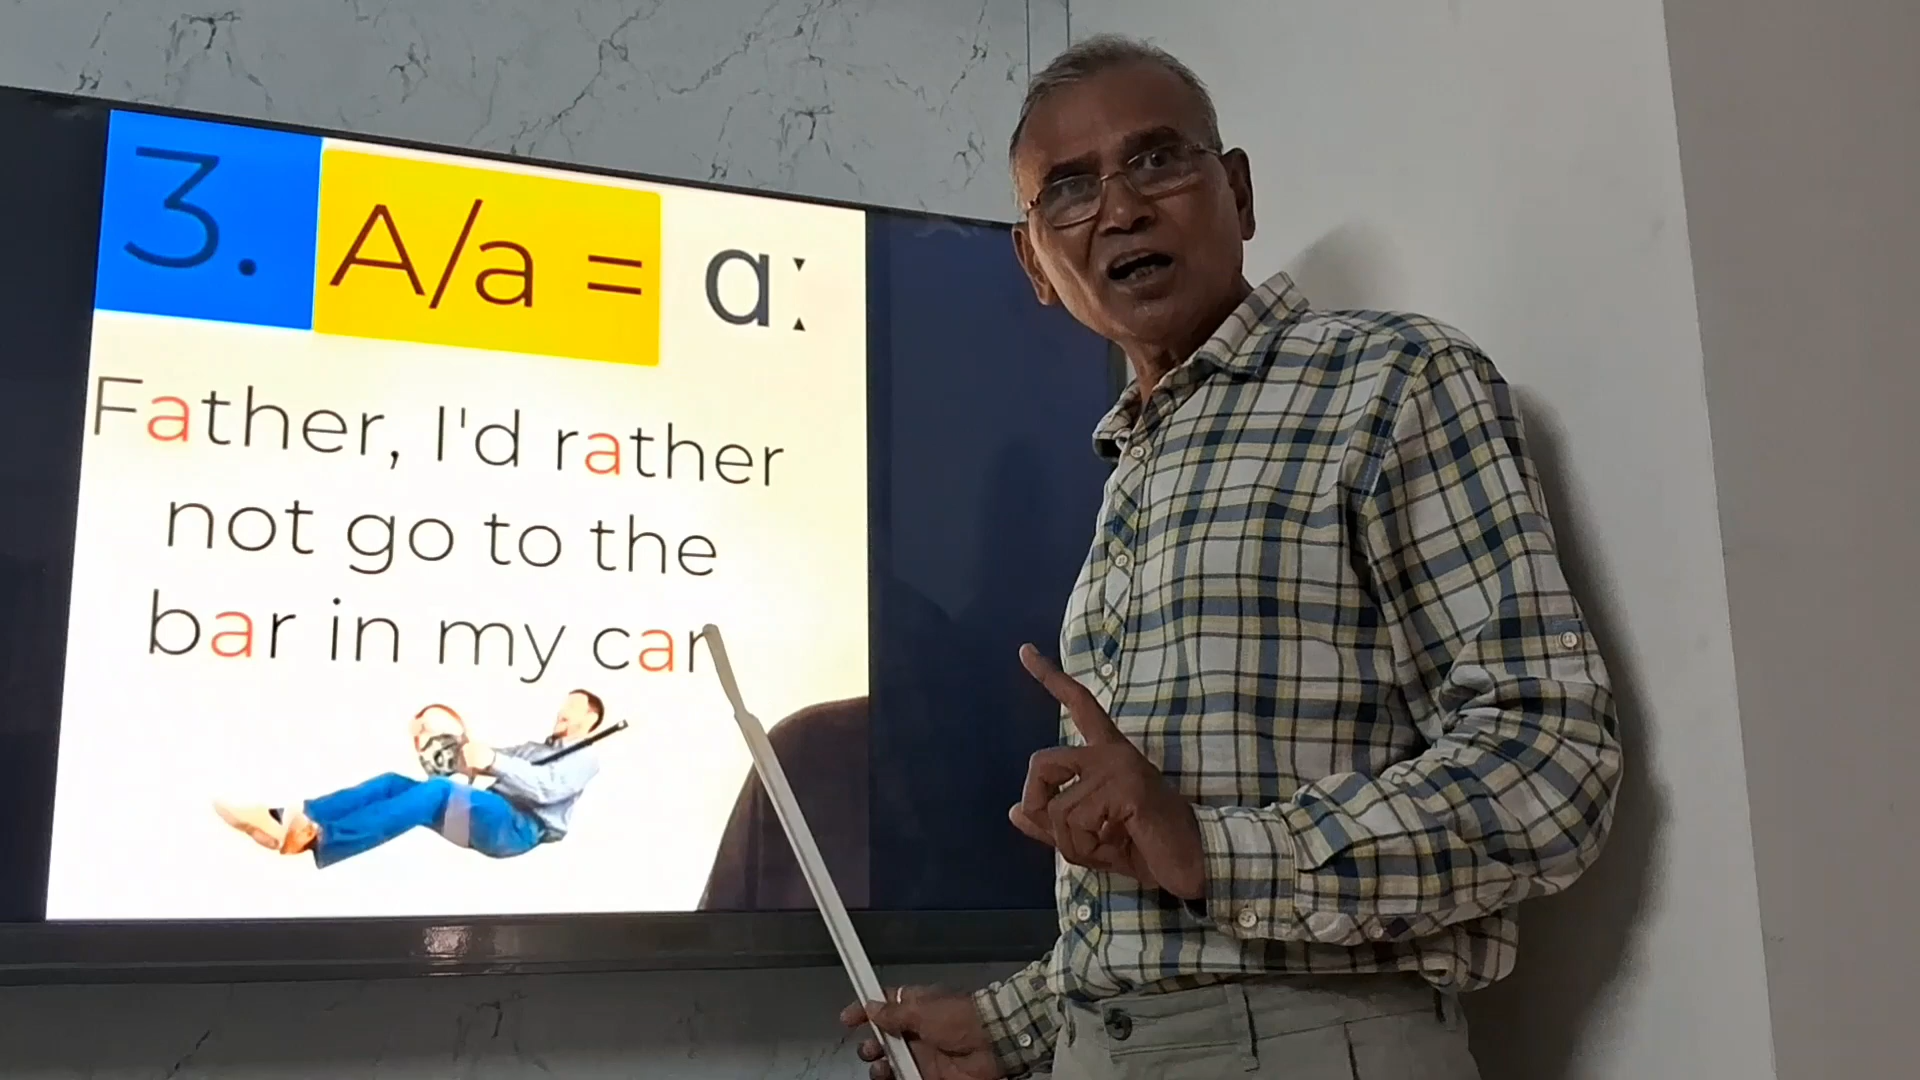 3. A/a = ɑː
Father, I'd rather
not go to the
bar in my car